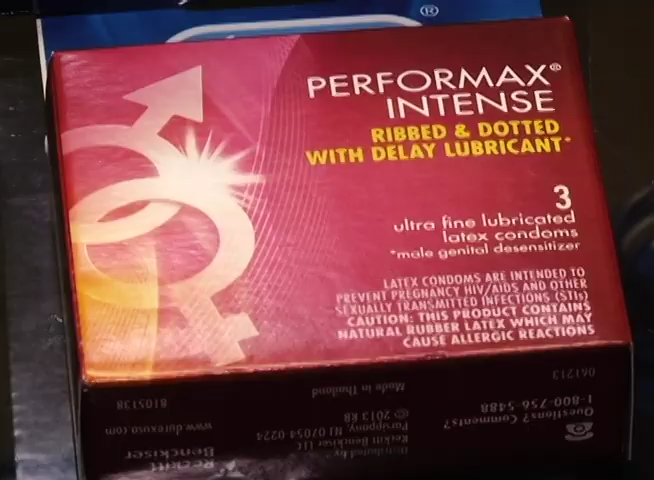 ®
PERFORMAX®
INTENSE
RIBBED & DOTTED
WITH DELAY LUBRICANT*
3
ultra fine lubricated
latex condoms
*male genital desensitizer
LATEX CONDOMS ARE INTENDED TO
PREVENT PREGNANCY HIV/AIDS AND OTHER
SEXUALLY TRANSMITTED INFECTIONS (STIs)
CAUTION: THIS PRODUCT CONTAINS
NATURAL RUBBER LATEX WHICH MAY
CAUSE ALLERGIC REACTIONS
Reckitt
Benckiser
www.durexusa.com
8105138
Distributed by
Reckitt Benckiser LLC
Parsippany, NJ 07054-0224
© 2013 RB
Made in Thailand
Questions? Comments?
1-800-756-5488
061213